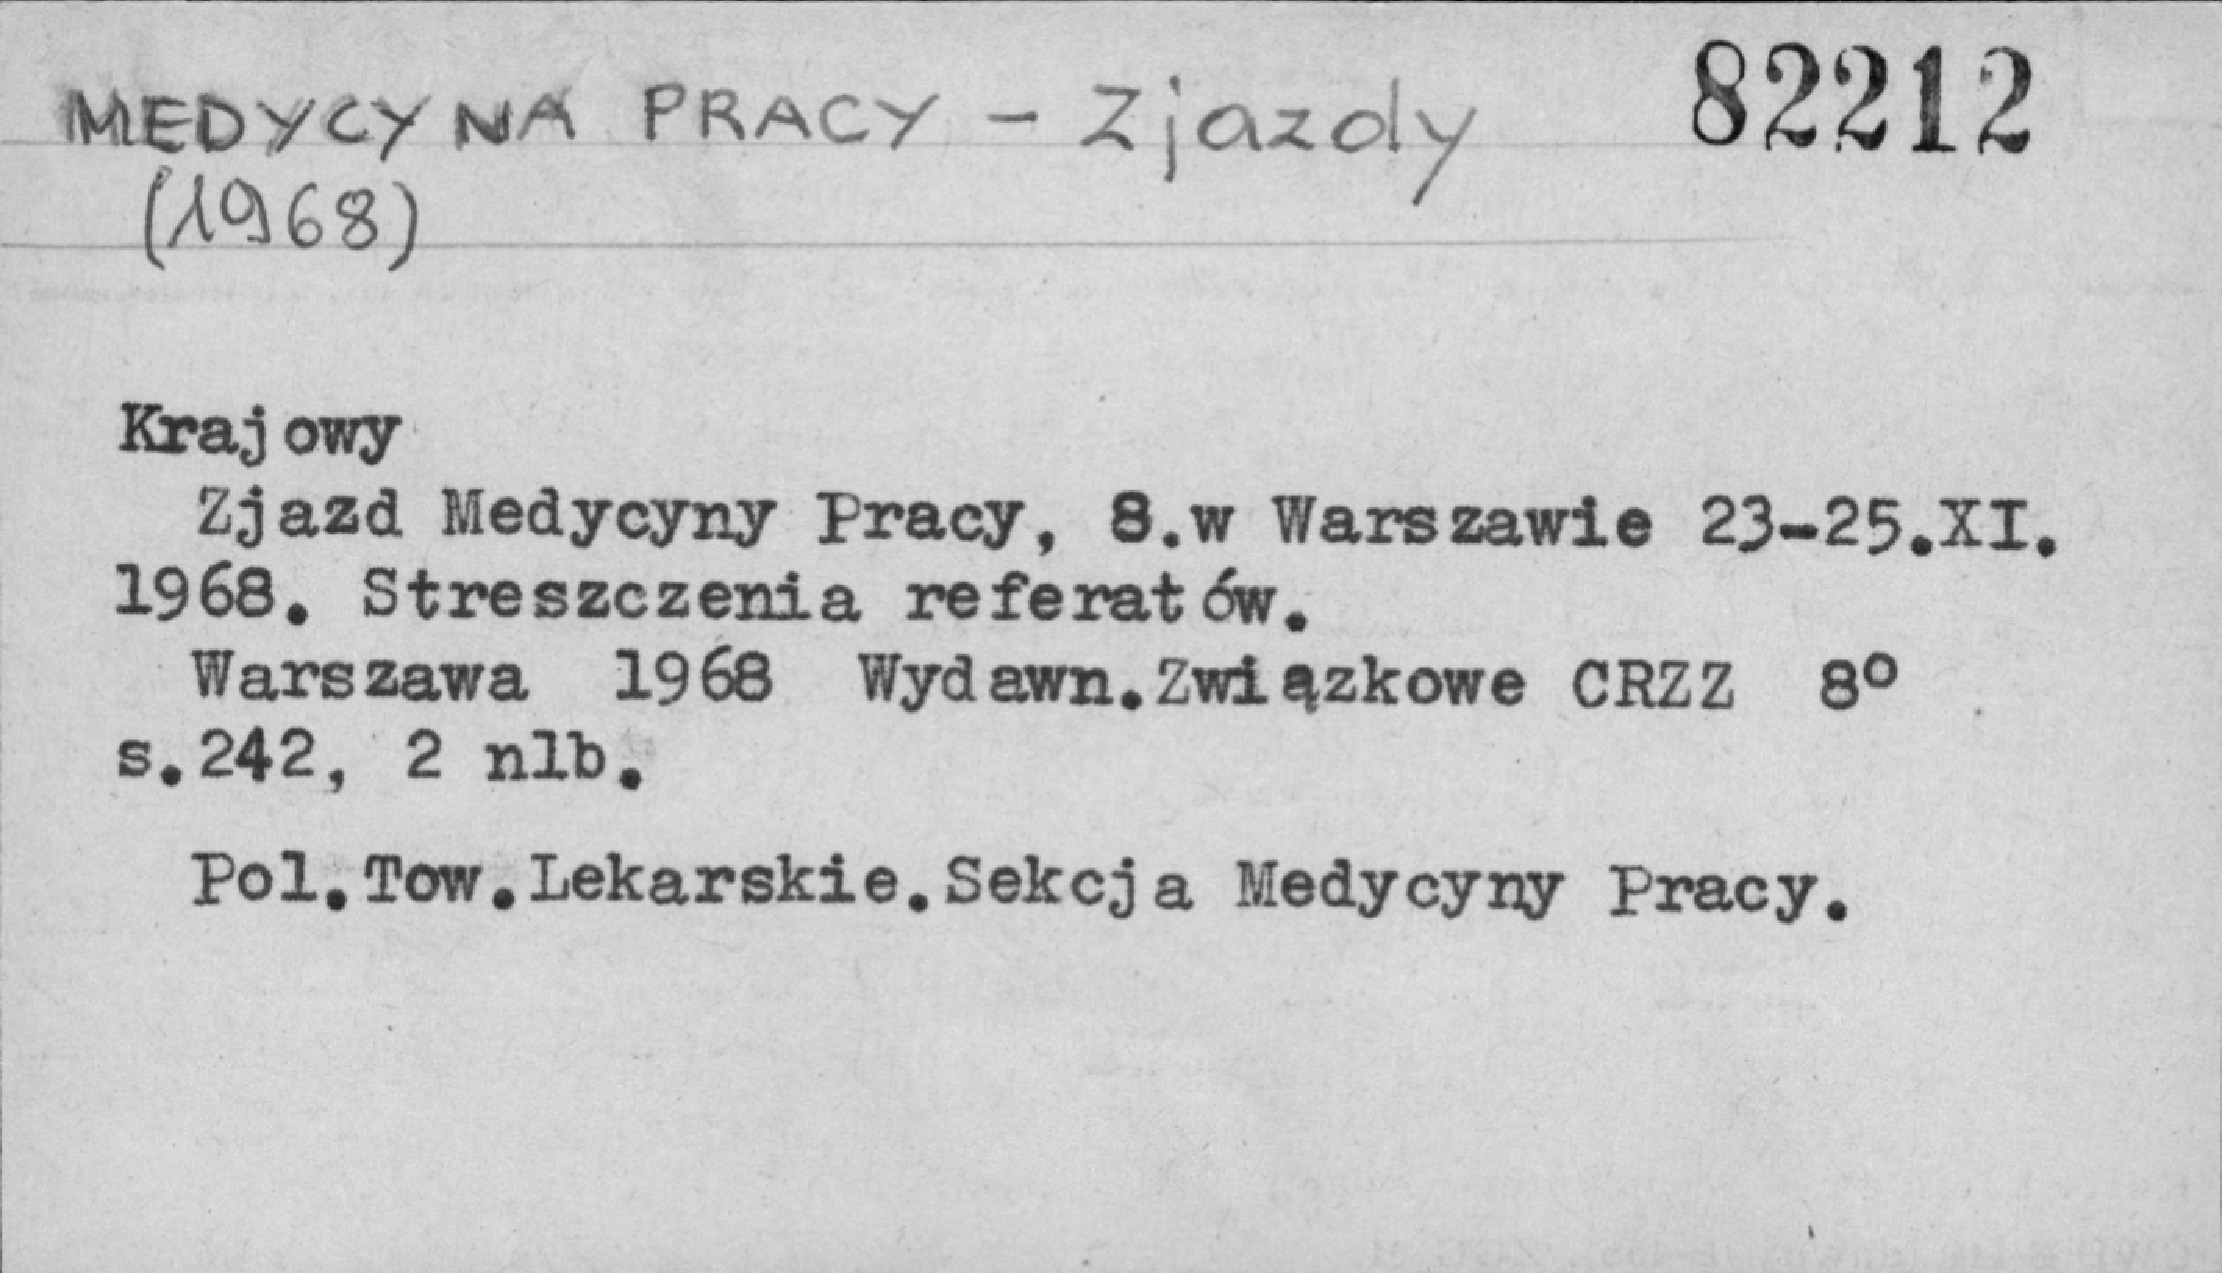 MEDYCYNA PRACY - Zjazdy 82212
(1968)
Krajowy
Zjazd Medycyny Pracy, 8.w Warszawie 23-25.XI.
1968. Streszczenia referatów.
Warszawa 1968 Wydawn.Związkowe CRZZ 8°
s.242, 2 nlb.
Pol.Tow.Lekarskie.Sekcja Medycyny Pracy.